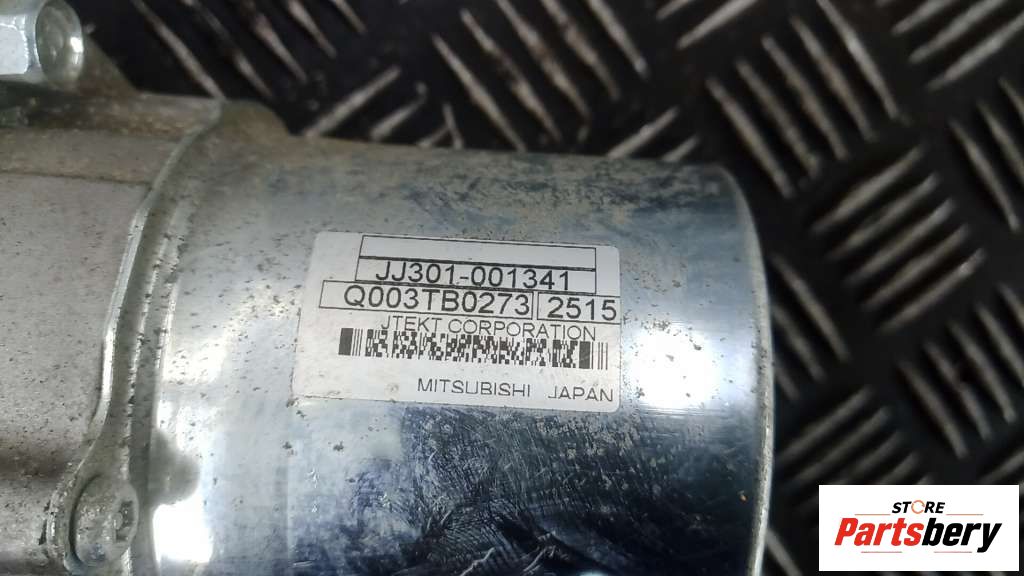 JJ301-001341
Q003TB0273 2515
JTEKT CORPORATION
MITSUBISHI JAPAN
STORE
Partsbery